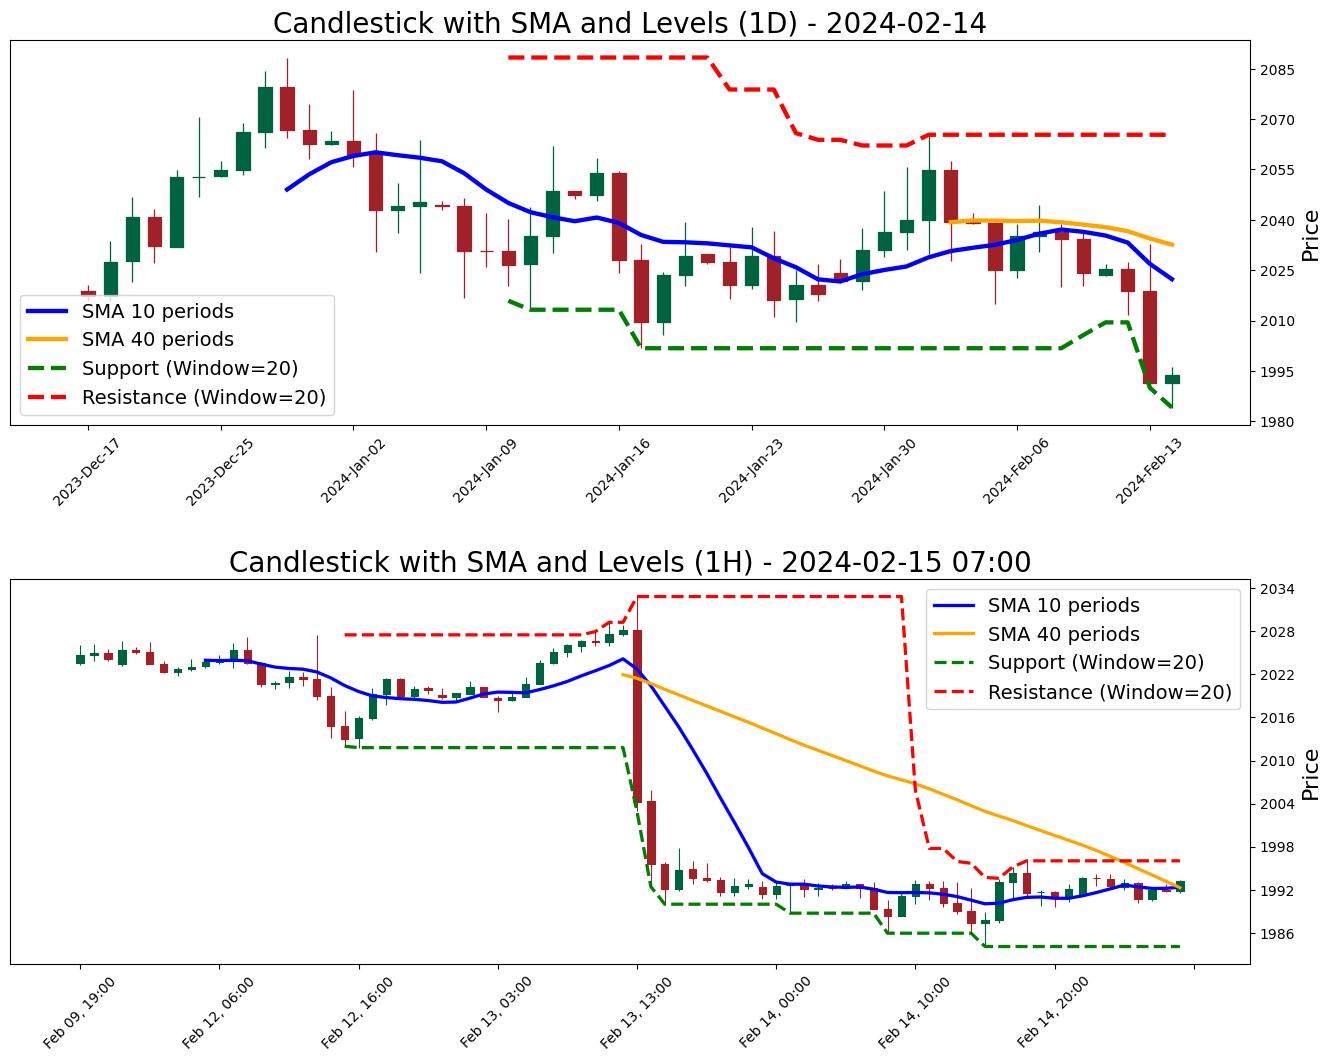 Candlestick with SMA and Levels (1D) - 2024-02-14
2085
2070
2055
2040
2025
2010
1995
1980
Price
SMA 10 periods
SMA 40 periods
Support (Window=20)
Resistance (Window=20)
2023-Dec-17
2023-Dec-25
2024-Jan-02
2024-Jan-09
2024-Jan-16
2024-Jan-23
2024-Jan-30
2024-Feb-06
2024-Feb-13
Candlestick with SMA and Levels (1H) - 2024-02-15 07:00
SMA 10 periods
SMA 40 periods
Support (Window=20)
Resistance (Window=20)
2034
2028
2022
2016
2010
2004
1998
1992
1986
Price
Feb 09, 19:00
Feb 12, 06:00
Feb 12, 16:00
Feb 13, 03:00
Feb 13, 13:00
Feb 14, 00:00
Feb 14, 10:00
Feb 14, 20:00